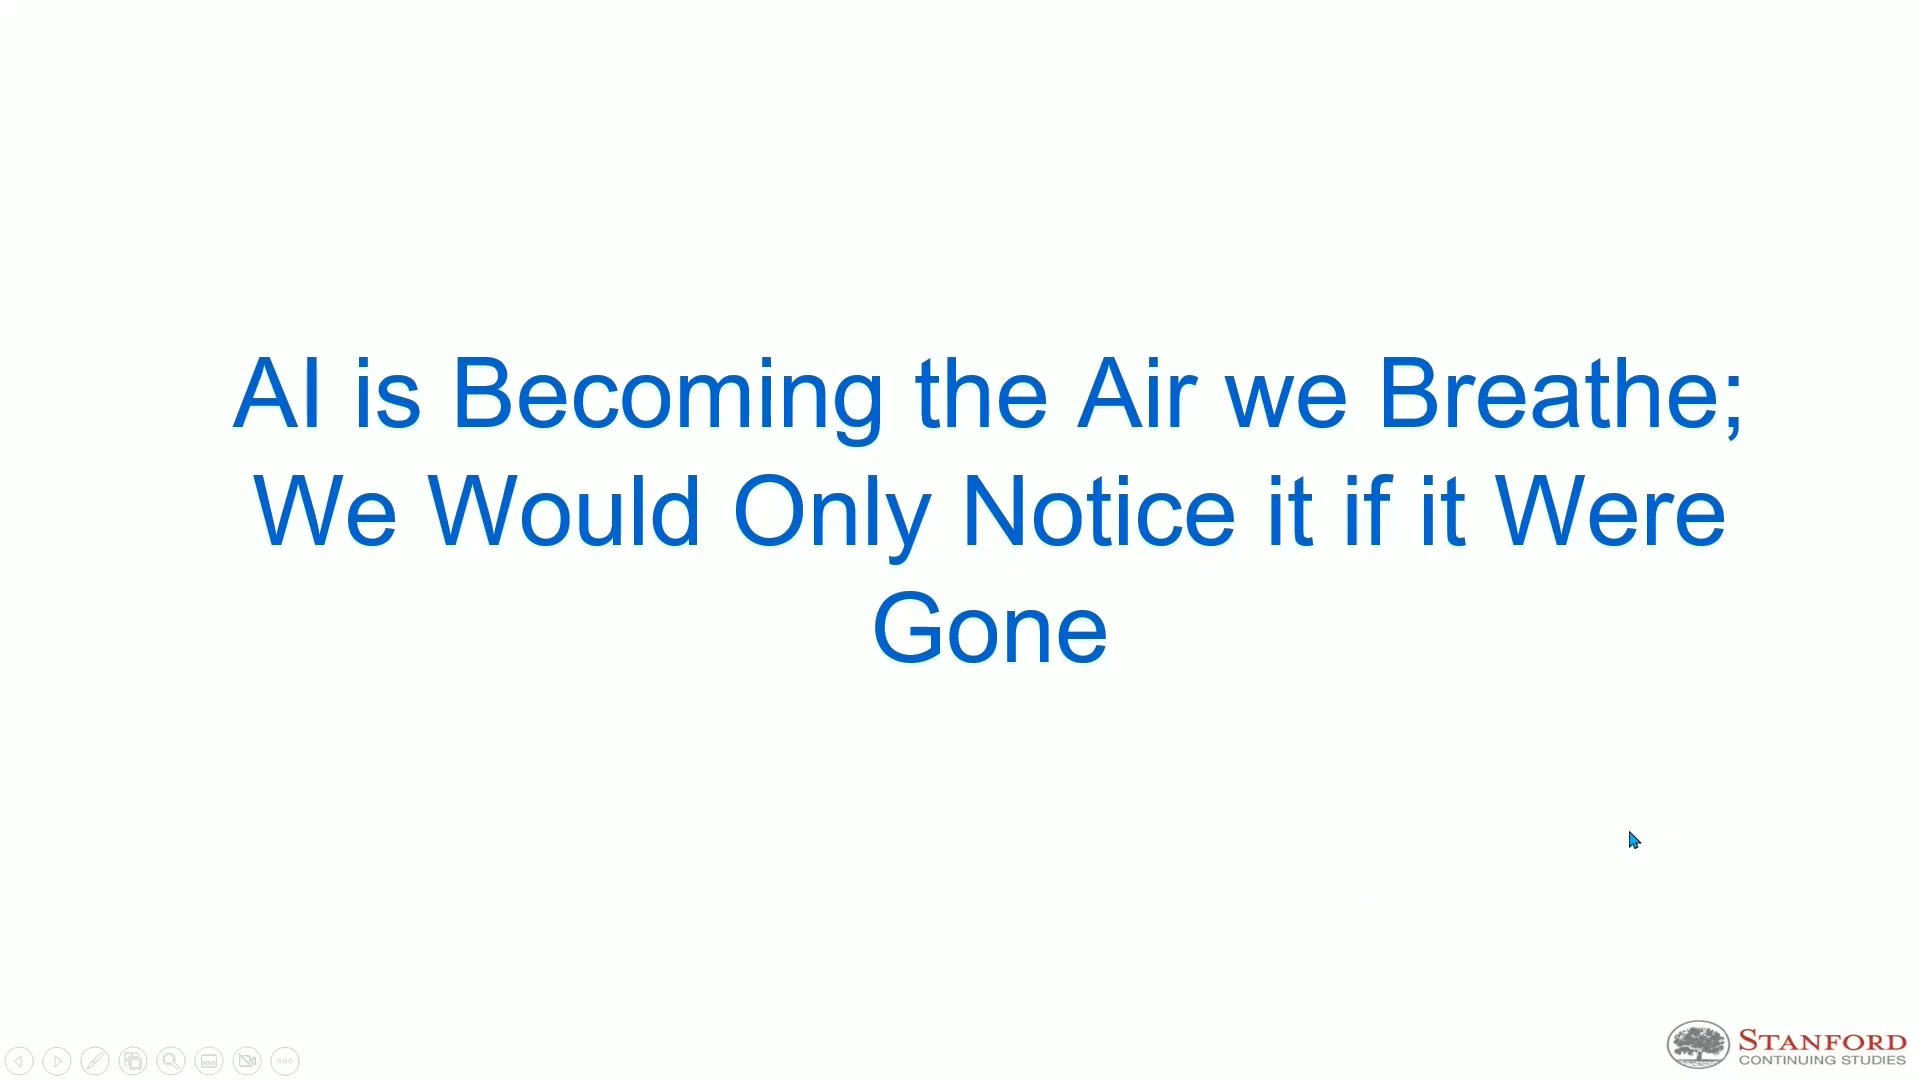 AI is Becoming the Air we Breathe;
We Would Only Notice it if it Were
Gone
STANFORD
CONTINUING STUDIES